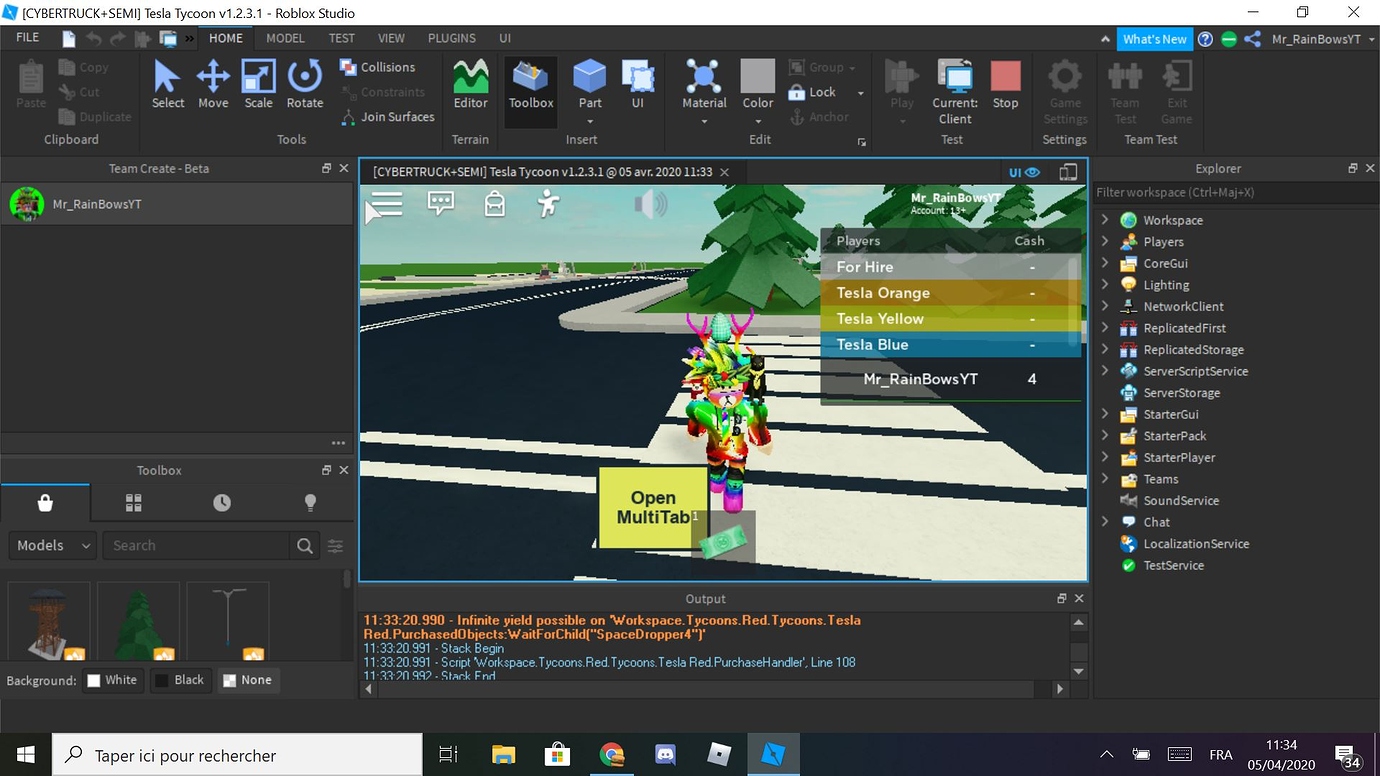 [CYBERTRUCK+SEMI] Tesla Tycoon v1.2.3.1 - Roblox Studio
FILE
HOME
MODEL
TEST
VIEW
PLUGINS
UI
What's New
Mr_RainBowsYT
Paste
Copy
Cut
Duplicate
Clipboard
Select
Move
Scale
Rotate
Collisions
Constraints
Join Surfaces
Tools
Editor
Terrain
Toolbox
Part
UI
Insert
Material
Color
Group
Lock
Anchor
Edit
Play
Current:
Client
Stop
Test
Game
Settings
Settings
Team
Test
Exit
Game
Team Test
Team Create - Beta
Mr_RainBowsYT
[CYBERTRUCK+SEMI] Tesla Tycoon v1.2.3.1 @ 05 avr. 2020 11:33
UI
Mr_RainBowsYT
Account: 13+
Players Cash
For Hire -
Tesla Orange -
Tesla Yellow -
Tesla Blue -
Mr_RainBowsYT 4
Open
MultiTab
1
Explorer
Filter workspace (Ctrl+Maj+X)
Workspace
Players
CoreGui
Lighting
NetworkClient
ReplicatedFirst
ReplicatedStorage
ServerScriptService
ServerStorage
StarterGui
StarterPack
StarterPlayer
Teams
SoundService
Chat
LocalizationService
TestService
Toolbox
Models
Search
Background:
White
Black
None
Output
11:33:20.990 - Infinite yield possible on 'Workspace.Tycoons.Red.Tycoons.Tesla
Red.PurchasedObjects:WaitForChild("SpaceDropper4")'
11:33:20.991 - Stack Begin
11:33:20.991 - Script 'Workspace.Tycoons.Red.Tycoons.Tesla Red.PurchaseHandler', Line 108
11:33:20.992 - Stack End
Taper ici pour rechercher
FRA
11:34
05/04/2020
34